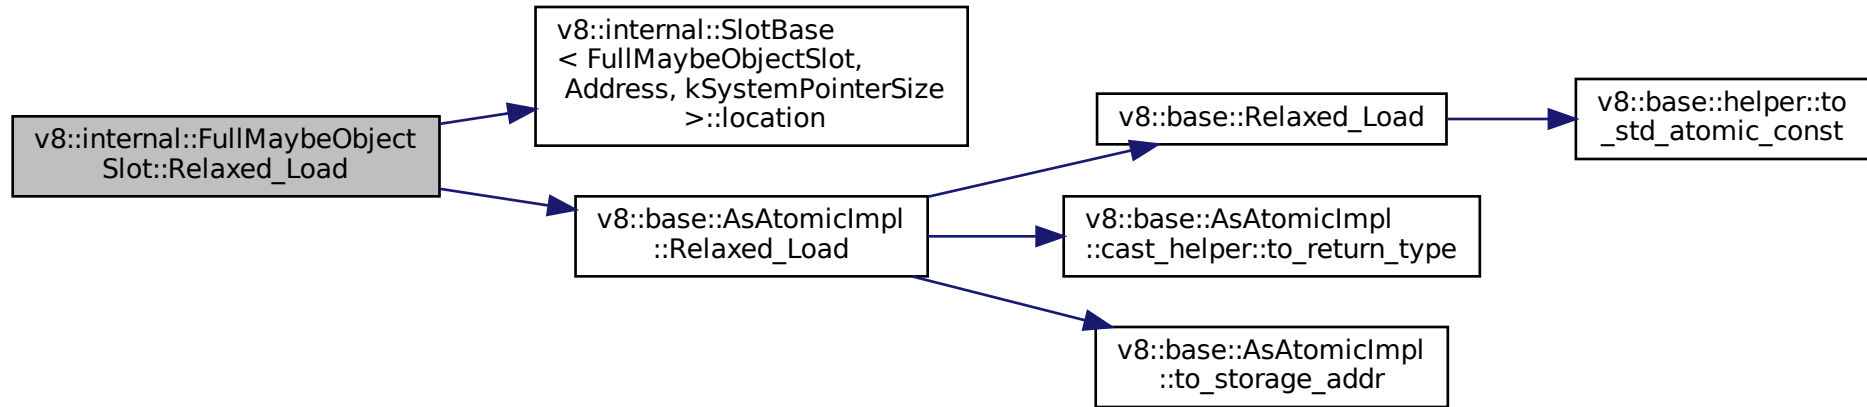 v8::internal::FullMaybeObject
Slot::Relaxed_Load
v8::internal::SlotBase
< FullMaybeObjectSlot,
Address, kSystemPointerSize
>::location
v8::base::AsAtomicImpl
::Relaxed_Load
v8::base::Relaxed_Load
v8::base::helper::to
_std_atomic_const
v8::base::AsAtomicImpl
::cast_helper::to_return_type
v8::base::AsAtomicImpl
::to_storage_addr